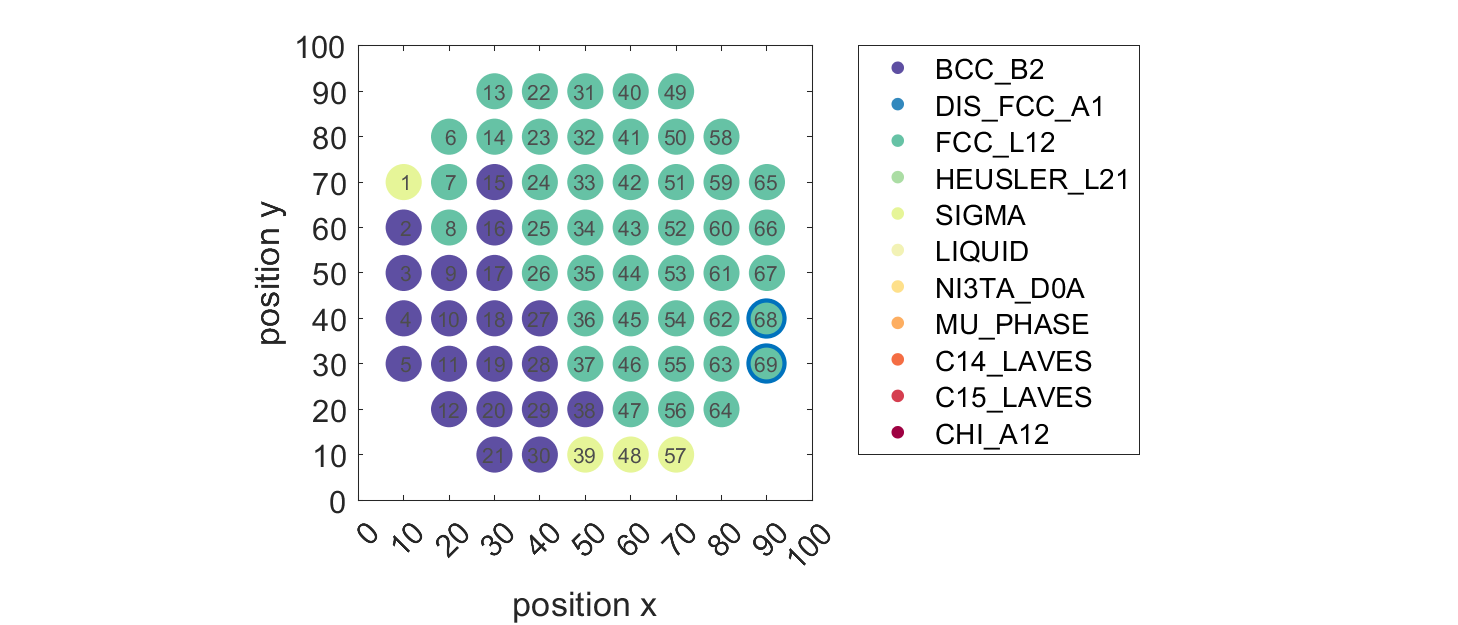 100
90
80
70
60
50
40
30
20
10
0
position y
13 22 31 40 49
6 14 23 32 41 50 58
1 7 15 24 33 42 51 59 65
2 8 16 25 34 43 52 60 66
3 9 17 26 35 44 53 61 67
4 10 18 27 36 45 54 62 68
5 11 19 28 37 46 55 63 69
12 20 29 38 47 56 64
21 30 39 48 57
0 10 20 30 40 50 60 70 80 90 100
position x
BCC_B2
DIS_FCC_A1
FCC_L12
HEUSLER_L21
SIGMA
LIQUID
NI3TA_D0A
MU_PHASE
C14_LAVES
C15_LAVES
CHI_A12